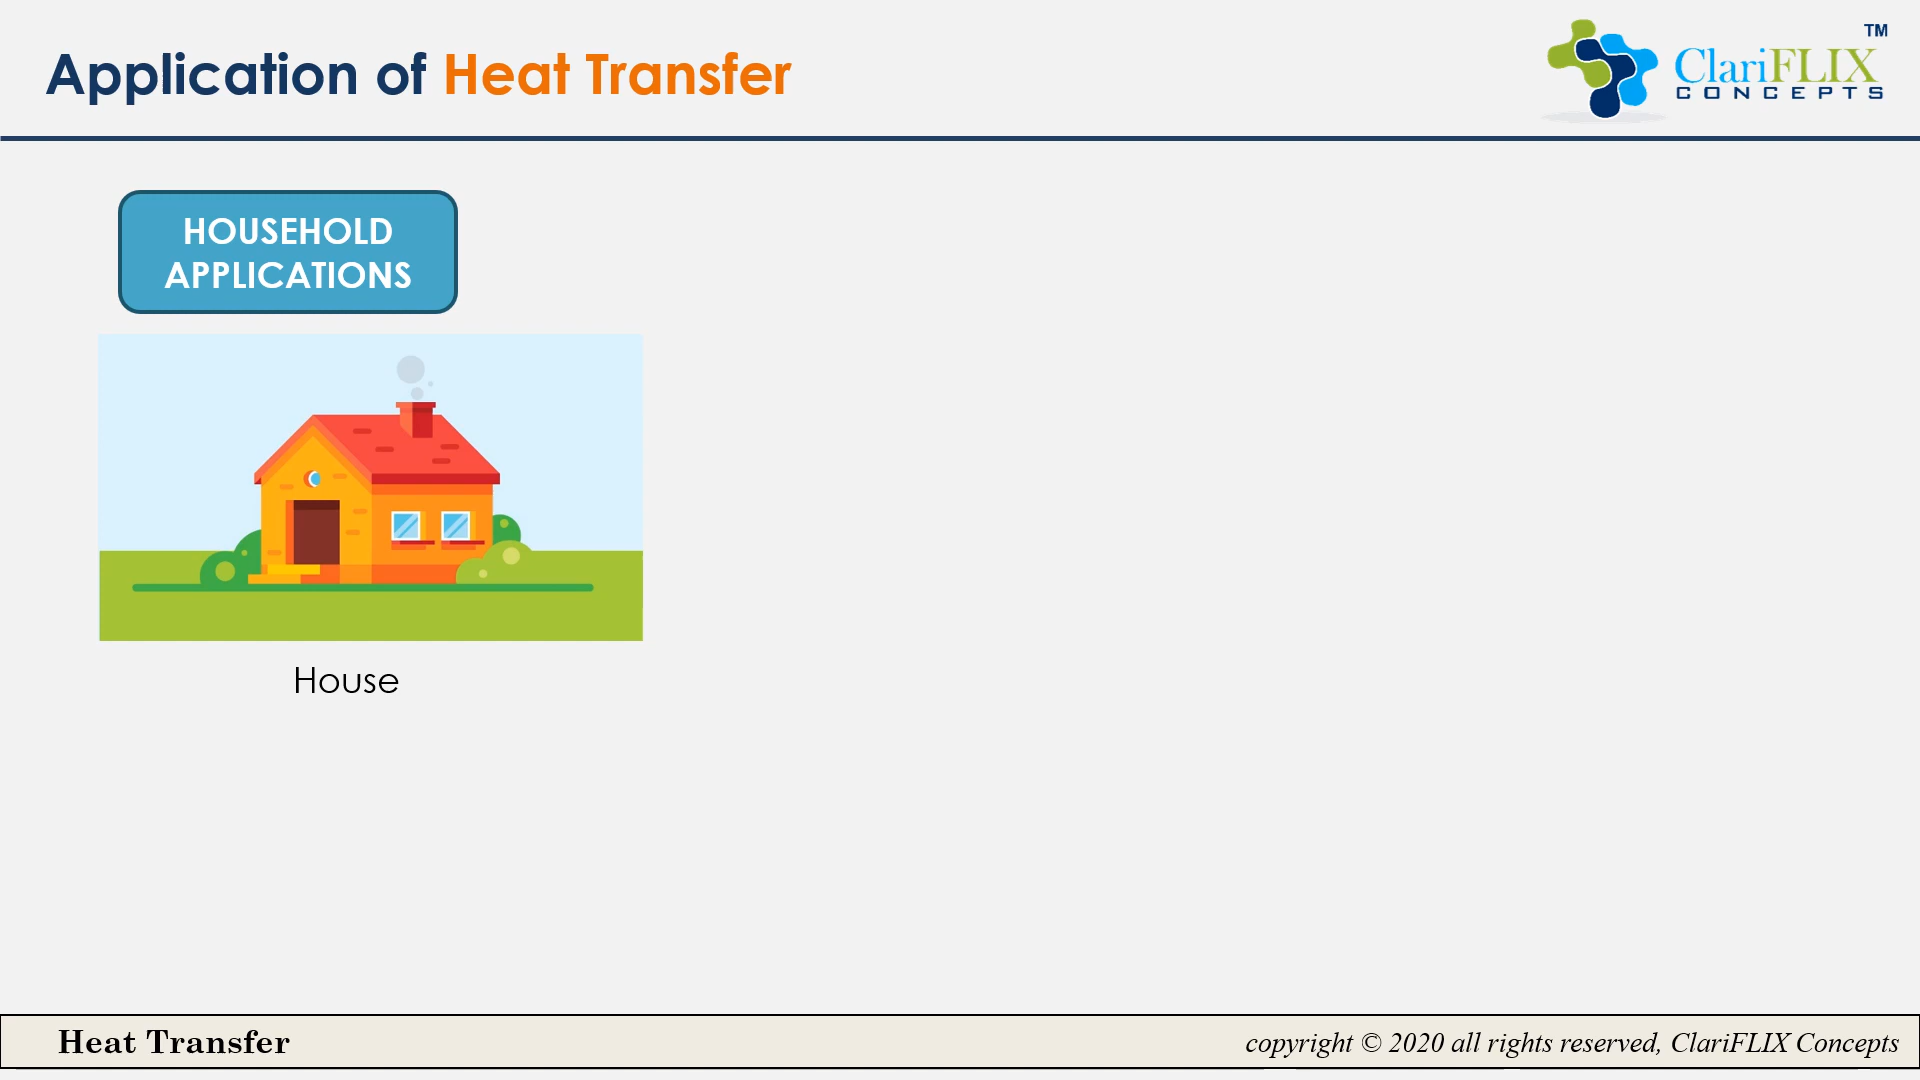 Application of Heat Transfer
TM
ClariFLIX
CONCEPTS
HOUSEHOLD
APPLICATIONS
House
Heat Transfer
copyright © 2020 all rights reserved, ClariFLIX Concepts